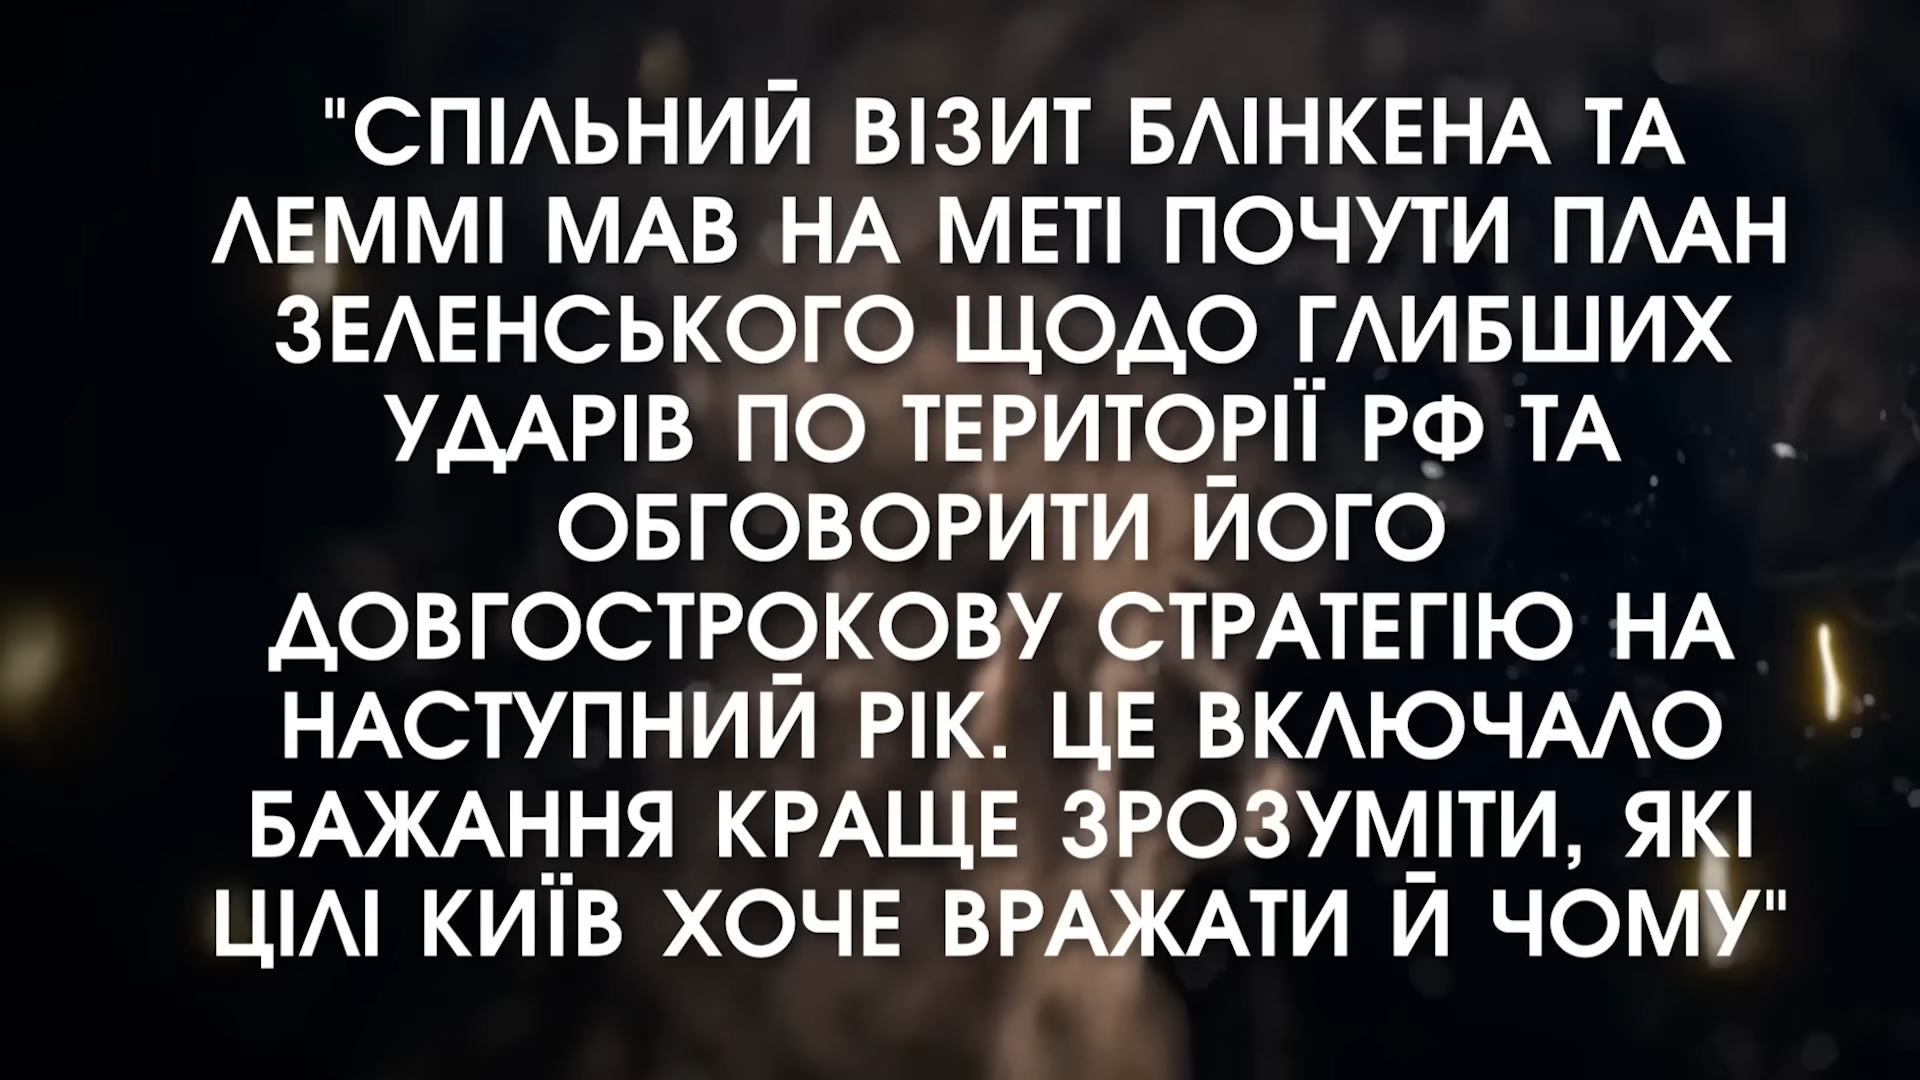 "СПІЛЬНИЙ ВІЗИТ БЛІНКЕНА ТА
ЛЕММІ МАВ НА МЕТІ ПОЧУТИ ПЛАН
ЗЕЛЕНСЬКОГО ЩОДО ГЛИБШИХ
УДАРІВ ПО ТЕРИТОРІЇ РФ ТА
ОБГОВОРИТИ ЙОГО
ДОВГОСТРОКОВУ СТРАТЕГІЮ НА
НАСТУПНИЙ РІК. ЦЕ ВКЛЮЧАЛО
БАЖАННЯ КРАЩЕ ЗРОЗУМІТИ, ЯКІ
ЦІЛІ КИЇВ ХОЧЕ ВРАЖАТИ Й ЧОМУ"